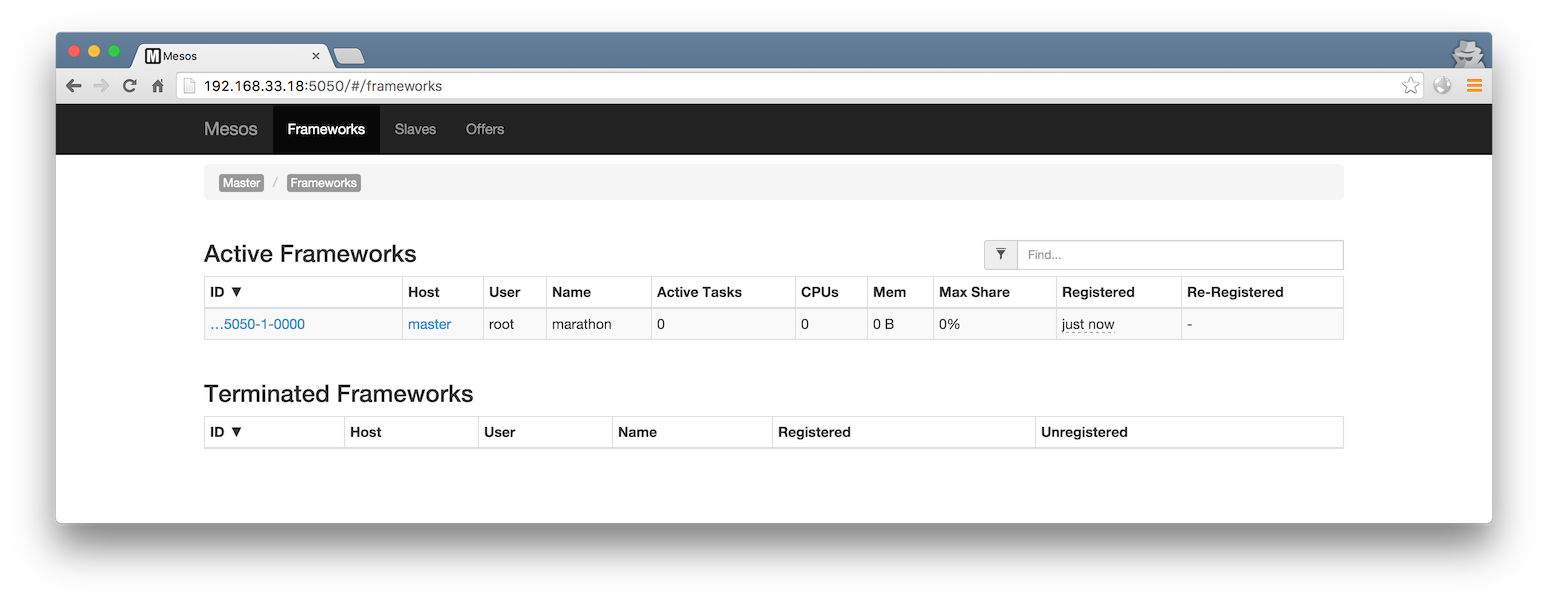 M Mesos ×
192.168.33.18:5050/#/frameworks
Mesos Frameworks Slaves Offers
Master / Frameworks
Active Frameworks Find...
ID ▼ Host User Name Active Tasks CPUs Mem Max Share Registered Re-Registered
...5050-1-0000 master root marathon 0 0 0 B 0% just now -
Terminated Frameworks
ID ▼ Host User Name Registered Unregistered